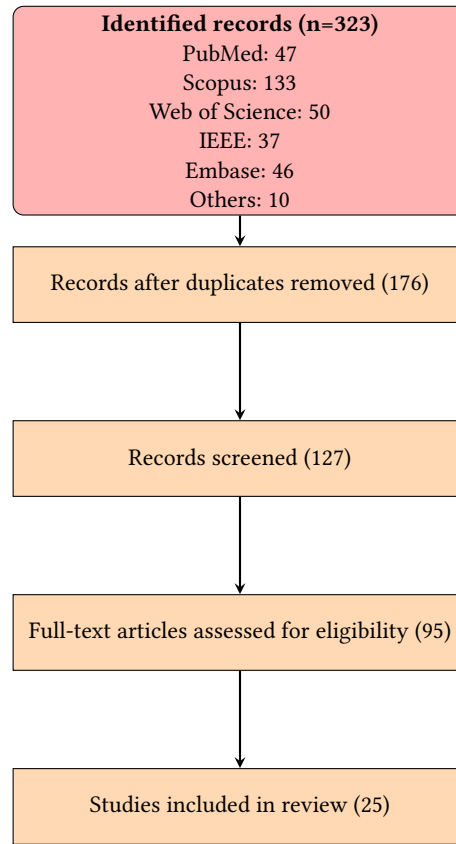 Identified records (n=323)
PubMed: 47
Scopus: 133
Web of Science: 50
IEEE: 37
Embase: 46
Others: 10
Records after duplicates removed (176)
Records screened (127)
Full-text articles assessed for eligibility (95)
Studies included in review (25)